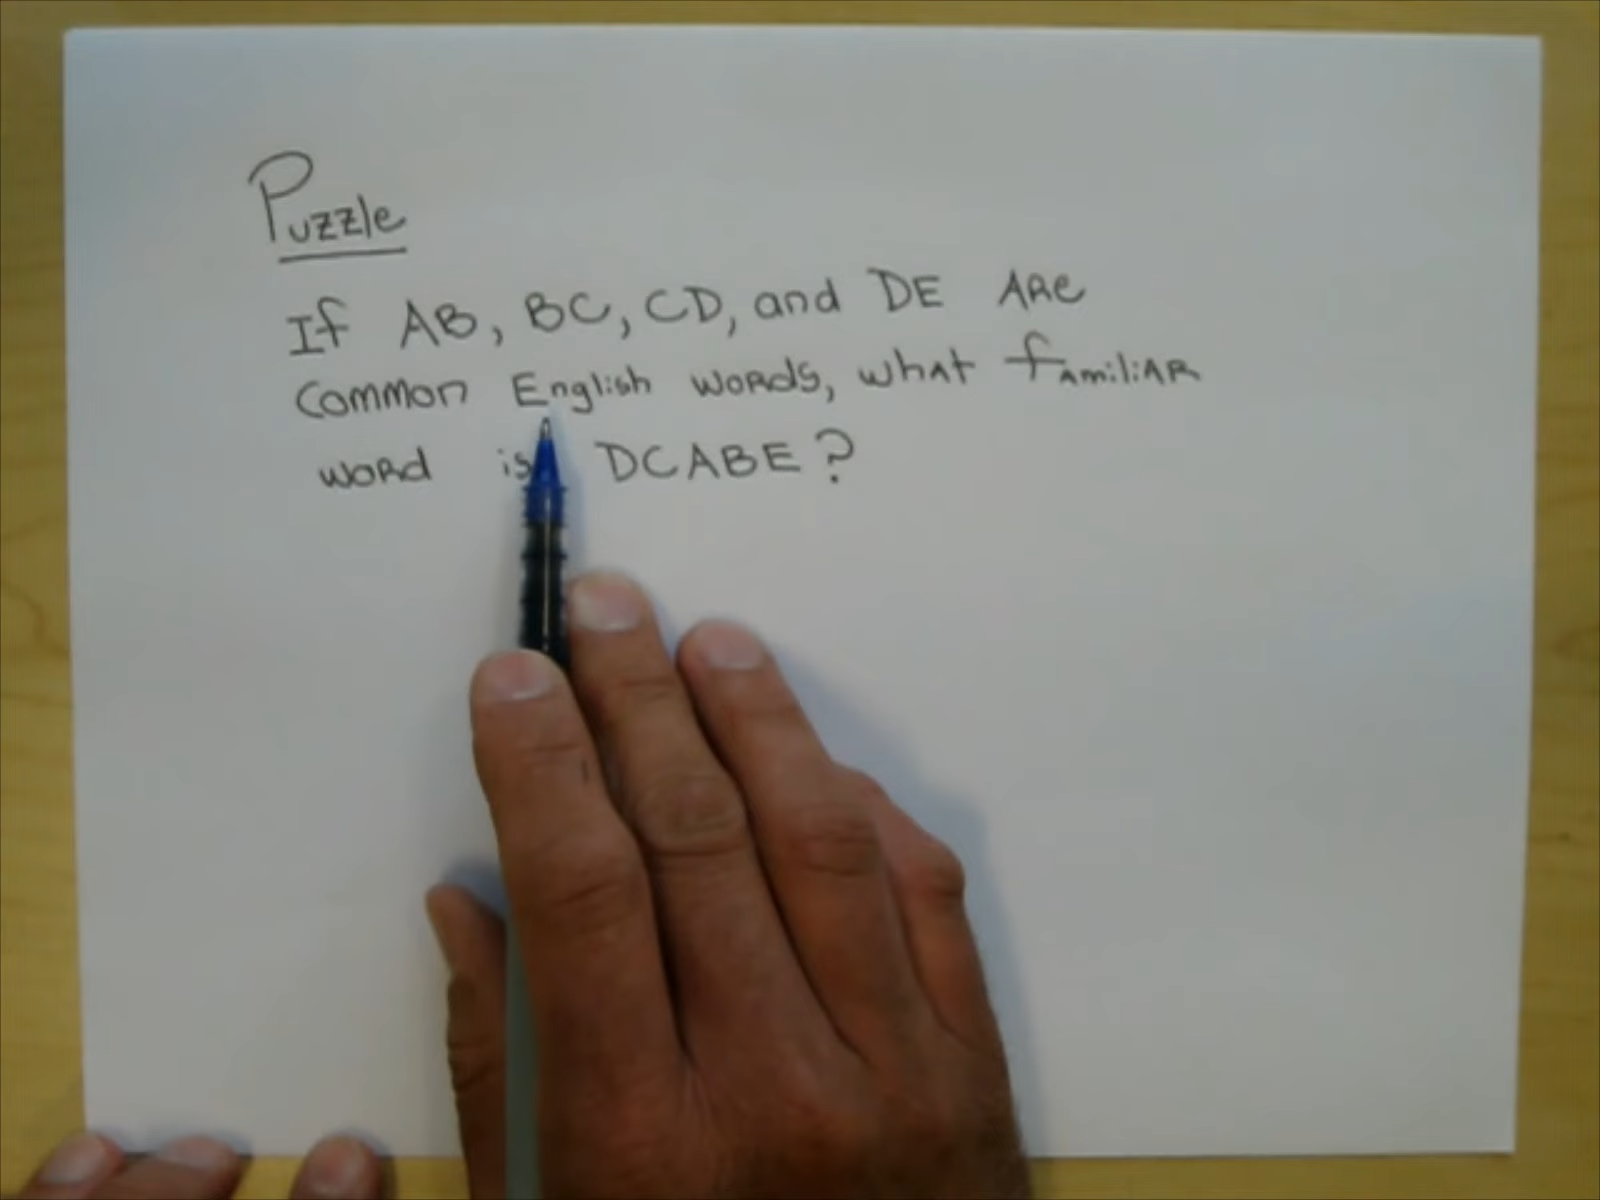 Puzzle
If AB, BC, CD, and DE ARe
Common English words, what familiAR
word is DCABE?